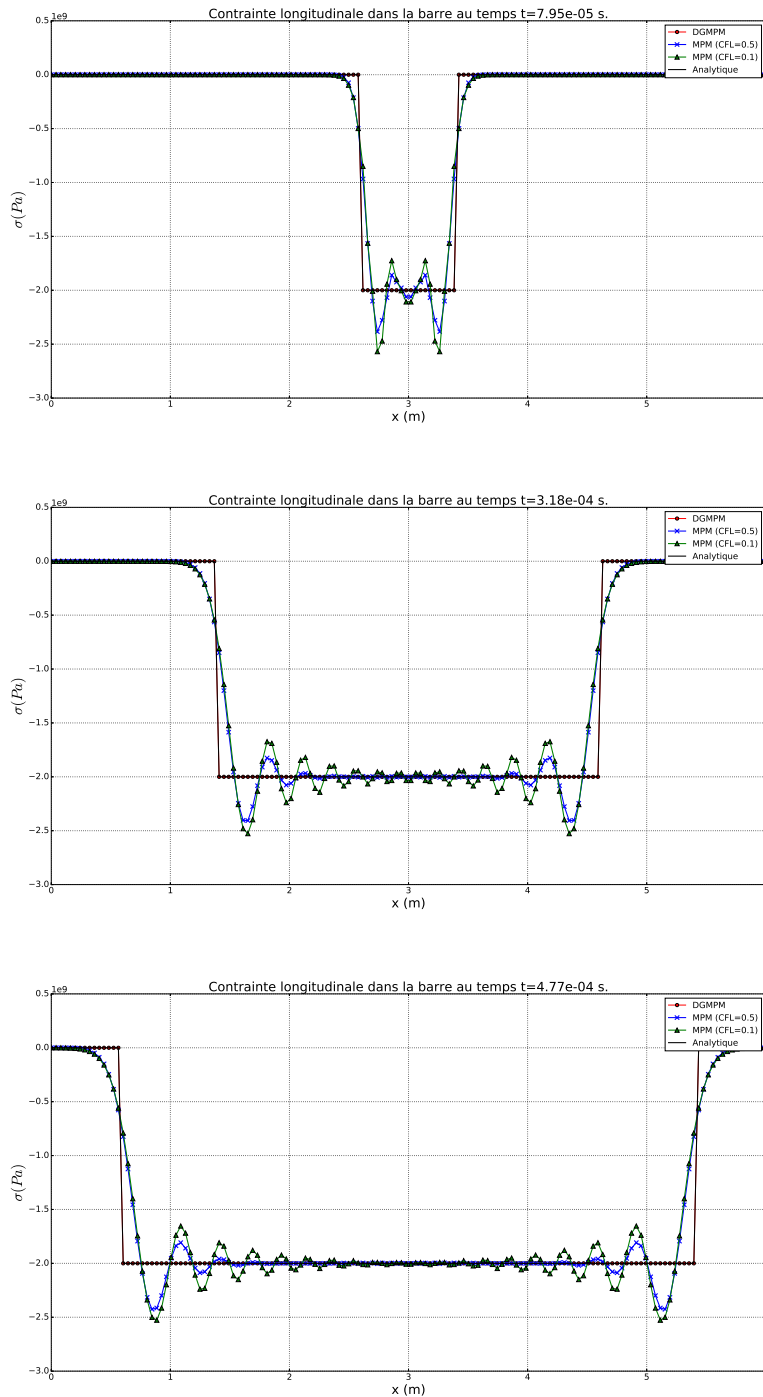 Contrainte longitudinale dans la barre au temps t=7.95e-05 s.
1e9
0.5
0.0
−0.5
−1.0
−1.5
−2.0
−2.5
−3.0
σ(Pa)
DGMPM
MPM (CFL=0.5)
MPM (CFL=0.1)
Analytique
0 1 2 3 4 5
x (m)
Contrainte longitudinale dans la barre au temps t=3.18e-04 s.
1e9
0.5
0.0
−0.5
−1.0
−1.5
−2.0
−2.5
−3.0
σ(Pa)
DGMPM
MPM (CFL=0.5)
MPM (CFL=0.1)
Analytique
0 1 2 3 4 5
x (m)
Contrainte longitudinale dans la barre au temps t=4.77e-04 s.
1e9
0.5
0.0
−0.5
−1.0
−1.5
−2.0
−2.5
−3.0
σ(Pa)
DGMPM
MPM (CFL=0.5)
MPM (CFL=0.1)
Analytique
0 1 2 3 4 5
x (m)